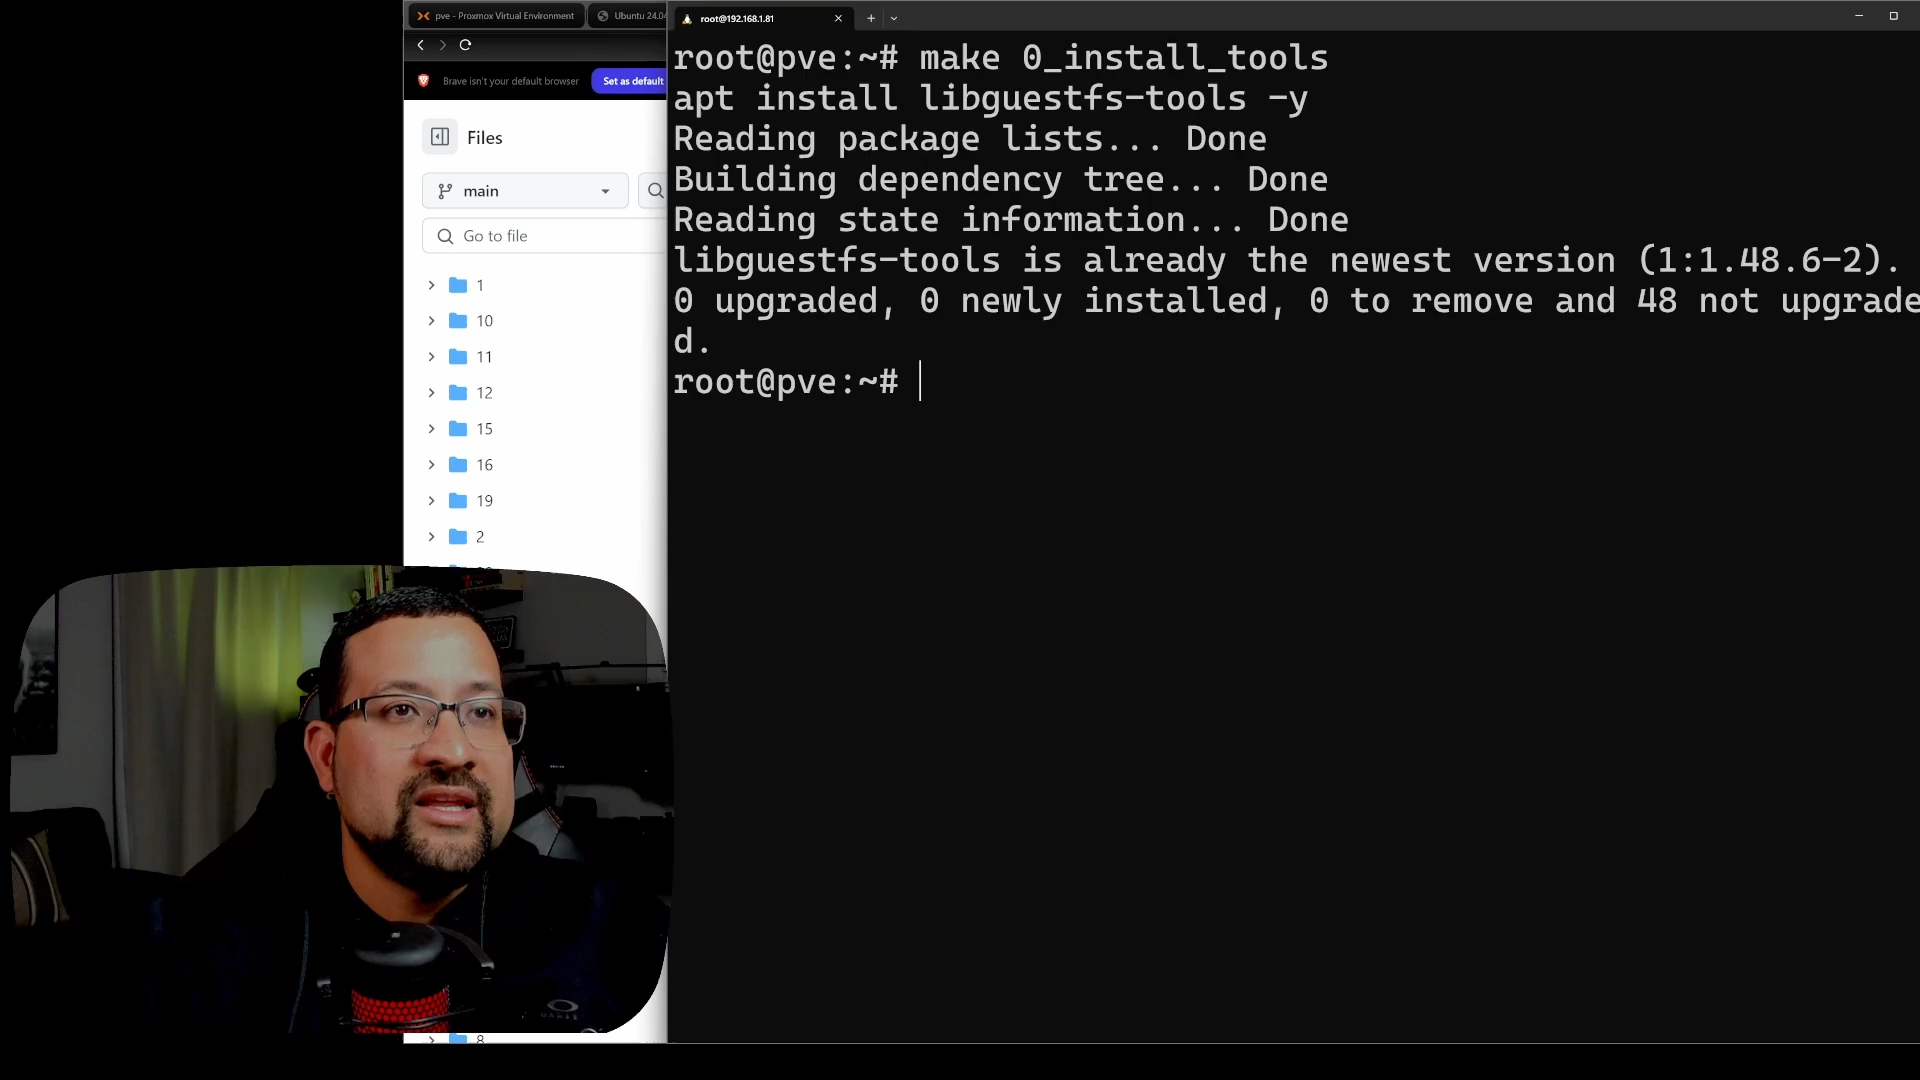 pve - Proxmox Virtual Environment
Ubuntu 24.04
root@192.168.1.81
Brave isn't your default browser
Set as default
Files
main
Go to file
1
10
11
12
15
16
19
2
8
root@pve:~# make 0_install_tools
apt install libguestfs-tools -y
Reading package lists... Done
Building dependency tree... Done
Reading state information... Done
libguestfs-tools is already the newest version (1:1.48.6-2).
0 upgraded, 0 newly installed, 0 to remove and 48 not upgrade
d.
root@pve:~#